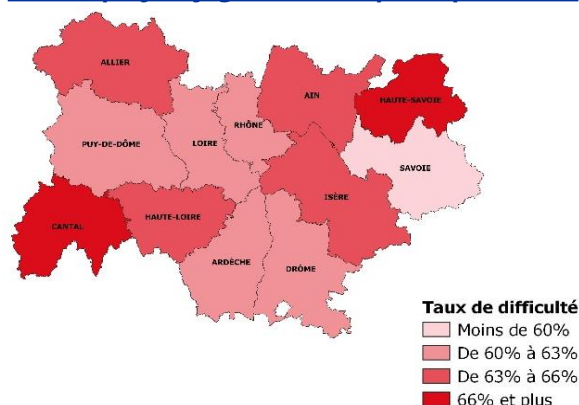 ALLIER
AIN
HAUTE-SAVOIE
PUY-DE-DÔME
LOIRE
RHÔNE
SAVOIE
ISÈRE
CANTAL
HAUTE-LOIRE
ARDÈCHE
DRÔME
Taux de difficulté
Moins de 60%
De 60% à 63%
De 63% à 66%
66% et plus